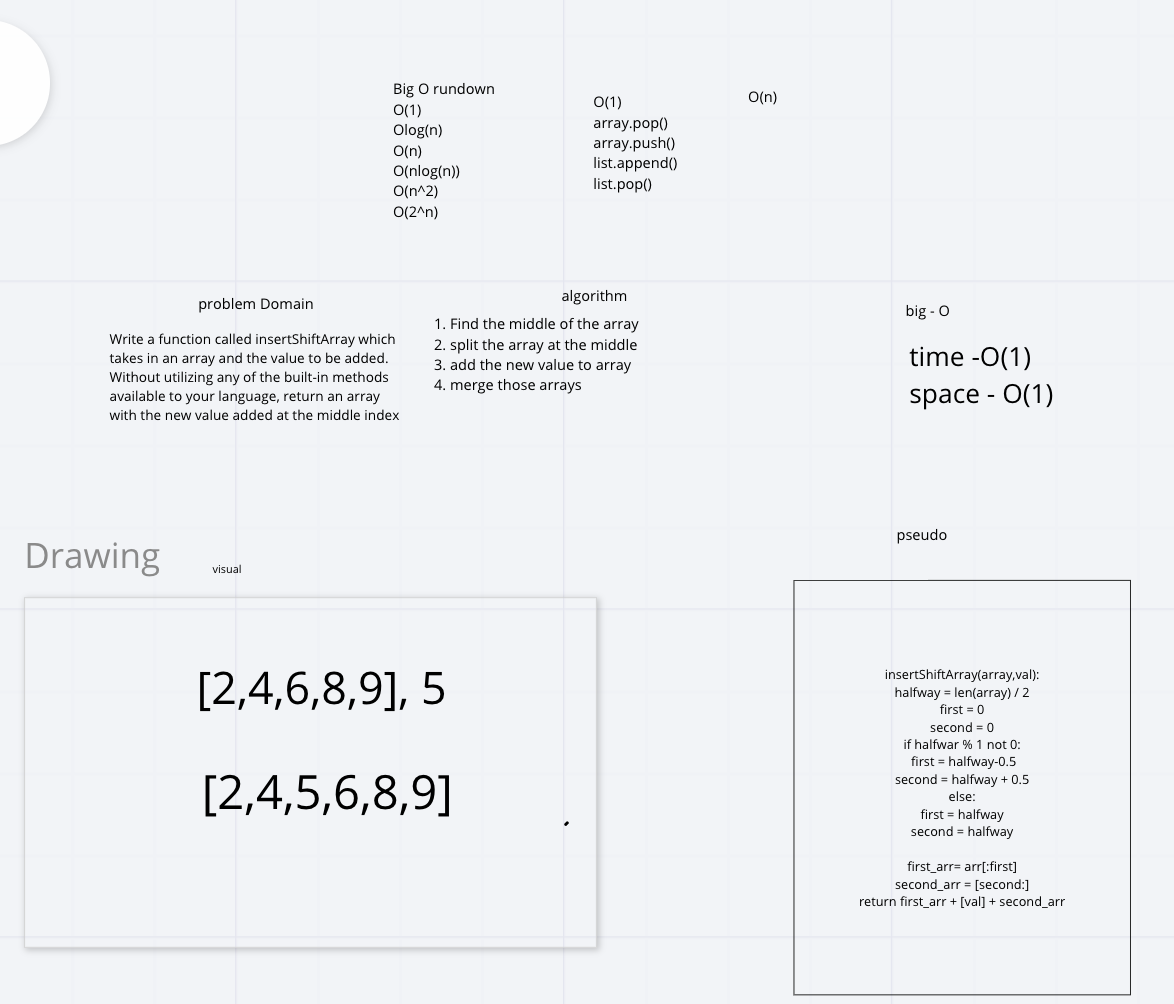 Big O rundown
O(1)
Olog(n)
O(n)
O(nlog(n))
O(n^2)
O(2^n)
O(1)
array.pop()
array.push()
list.append()
list.pop()
O(n)
problem Domain
Write a function called insertShiftArray which
takes in an array and the value to be added.
Without utilizing any of the built-in methods
available to your language, return an array
with the new value added at the middle index
algorithm
1. Find the middle of the array
2. split the array at the middle
3. add the new value to array
4. merge those arrays
big - O
time -O(1)
space - O(1)
Drawing
visual
[2,4,6,8,9], 5
[2,4,5,6,8,9]
pseudo
insertShiftArray(array,val):
halfway = len(array) / 2
first = 0
second = 0
if halfwar % 1 not 0:
first = halfway-0.5
second = halfway + 0.5
else:
first = halfway
second = halfway
first_arr= arr[:first]
second_arr = [second:]
return first_arr + [val] + second_arr